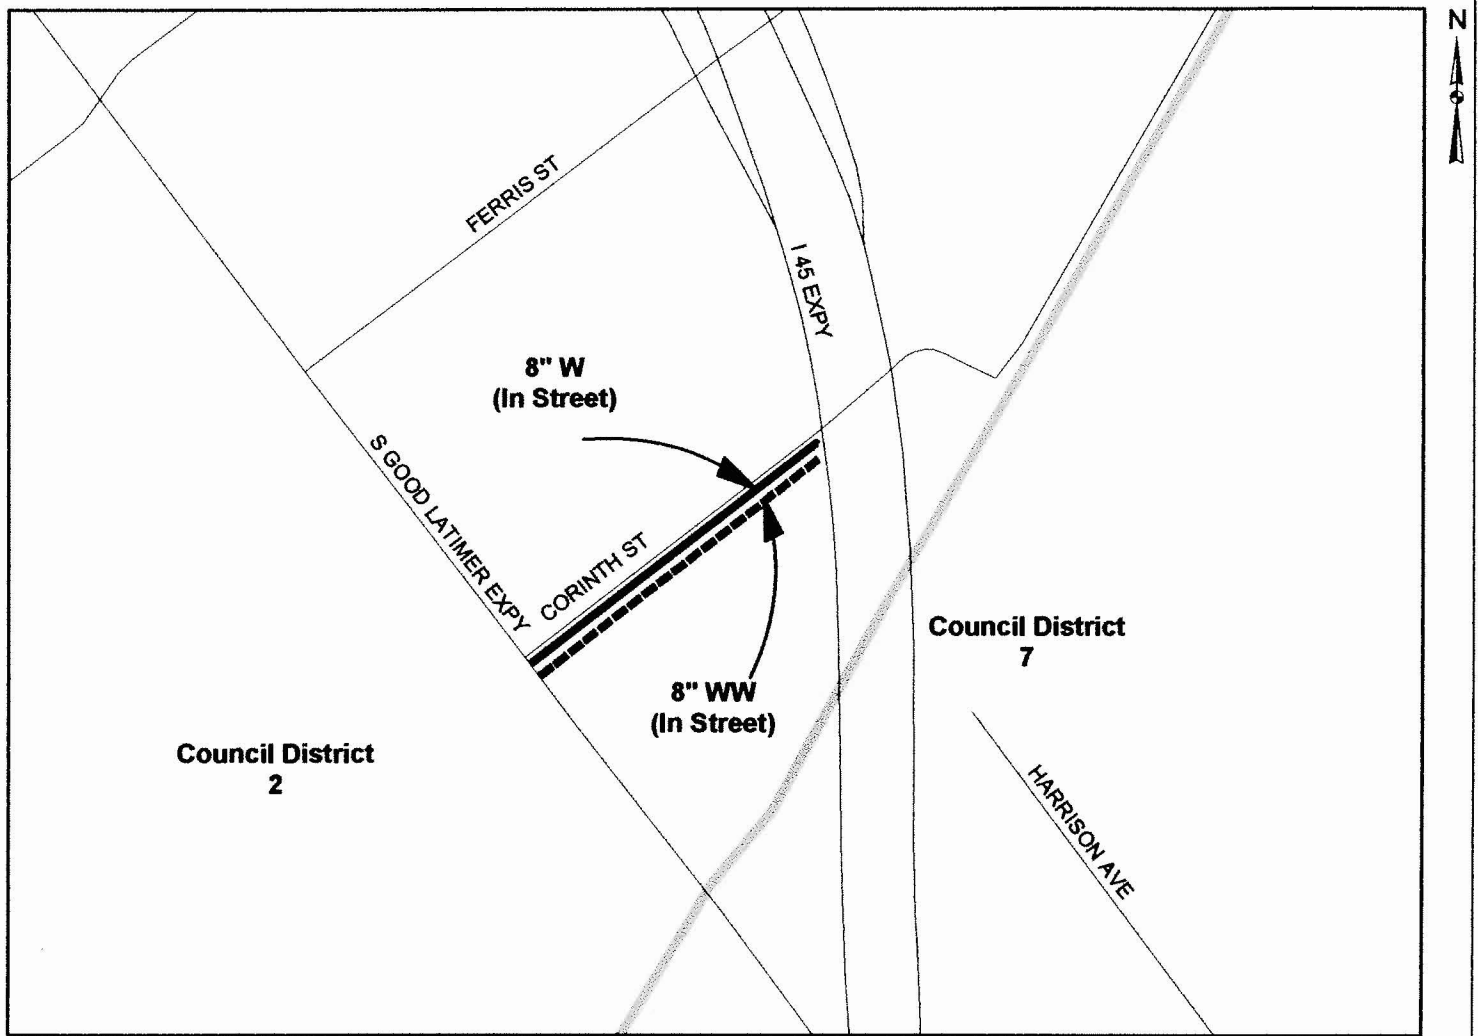 N
FERRIS ST
I 45 EXPY
8" W
(In Street)
S GOOD LATIMER EXPY
CORINTH ST
Council District
7
8" WW
(In Street)
Council District
2
HARRISON AVE